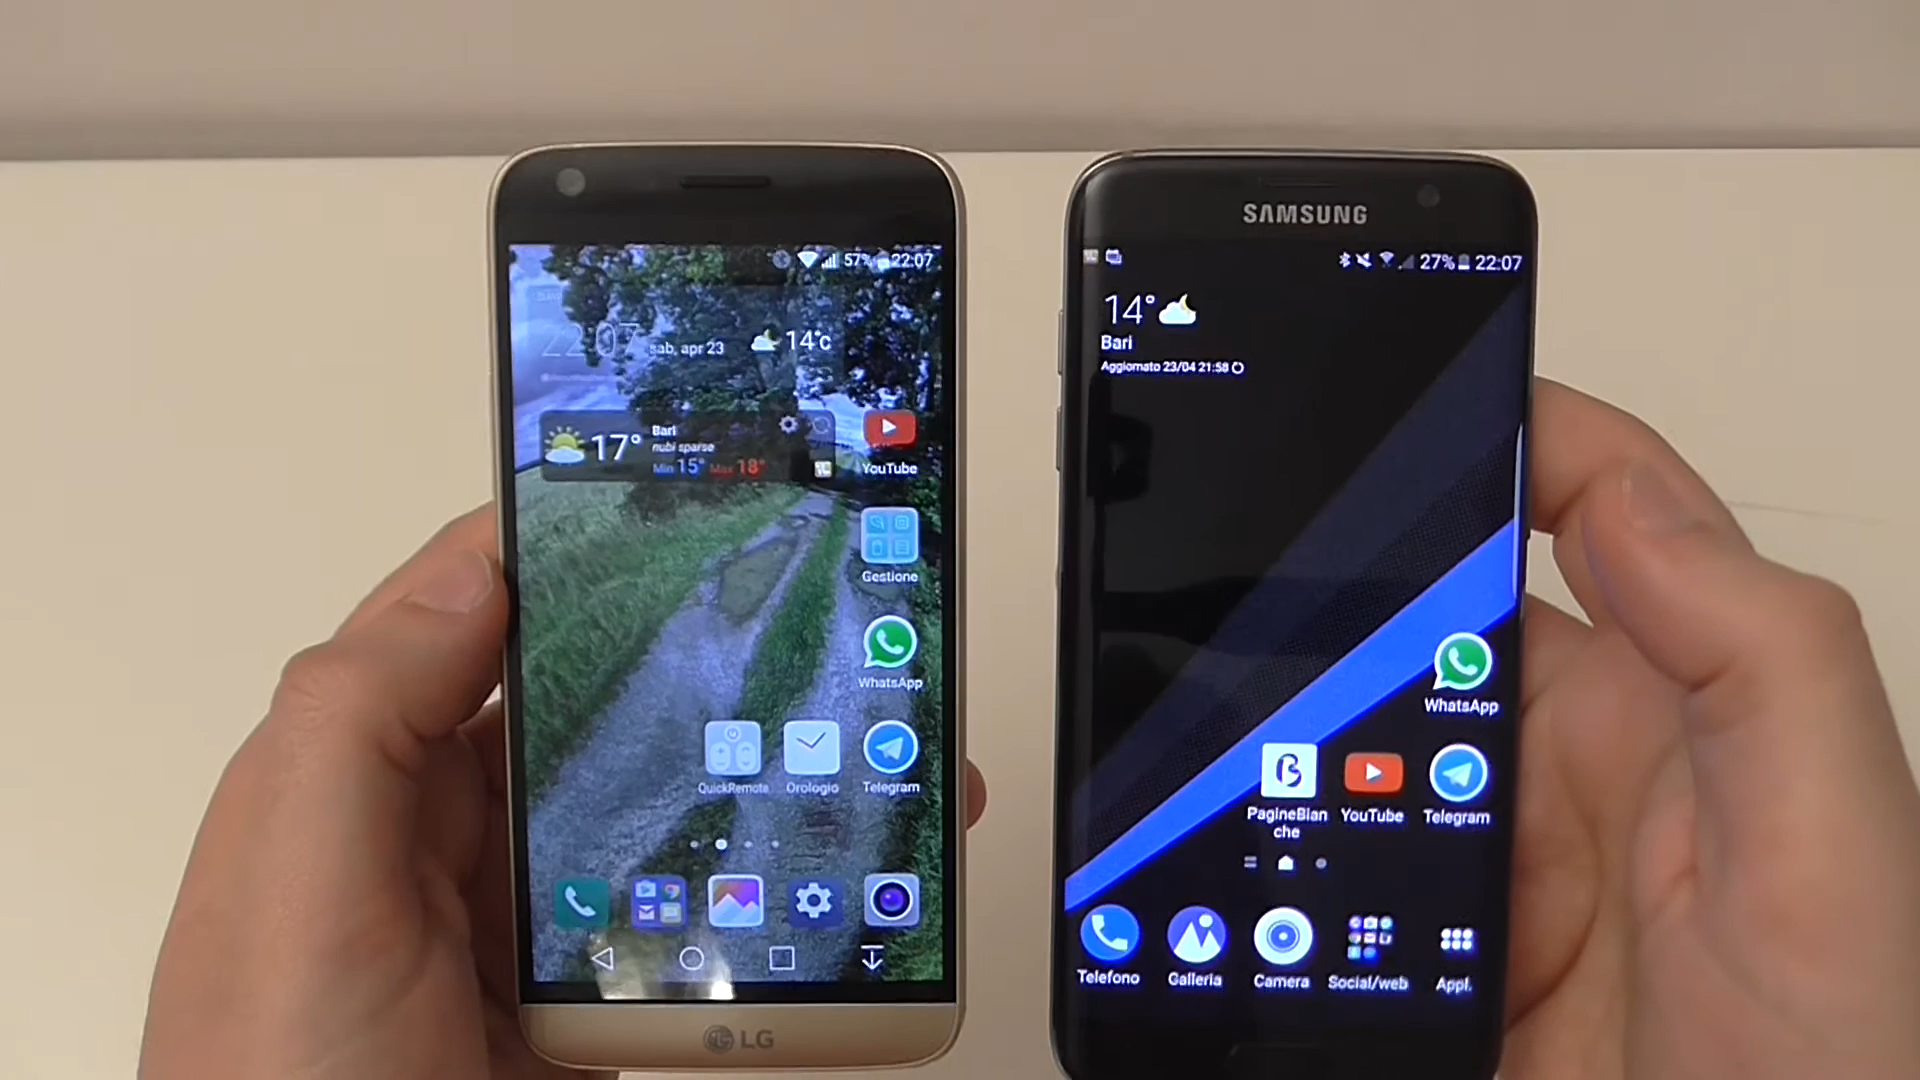 57% 22:07
22:07 sab, apr 23 14°c
17° Bari
nubi sparse
Min 15° Max 18°
YouTube
Gestione
WhatsApp
QuickRemote Orologio Telegram
LG
SAMSUNG
27% 22:07
14°
Bari
Aggiornato 23/04 21:58
WhatsApp
PagineBian
che
YouTube
Telegram
Telefono Galleria Camera Social/web Appl.